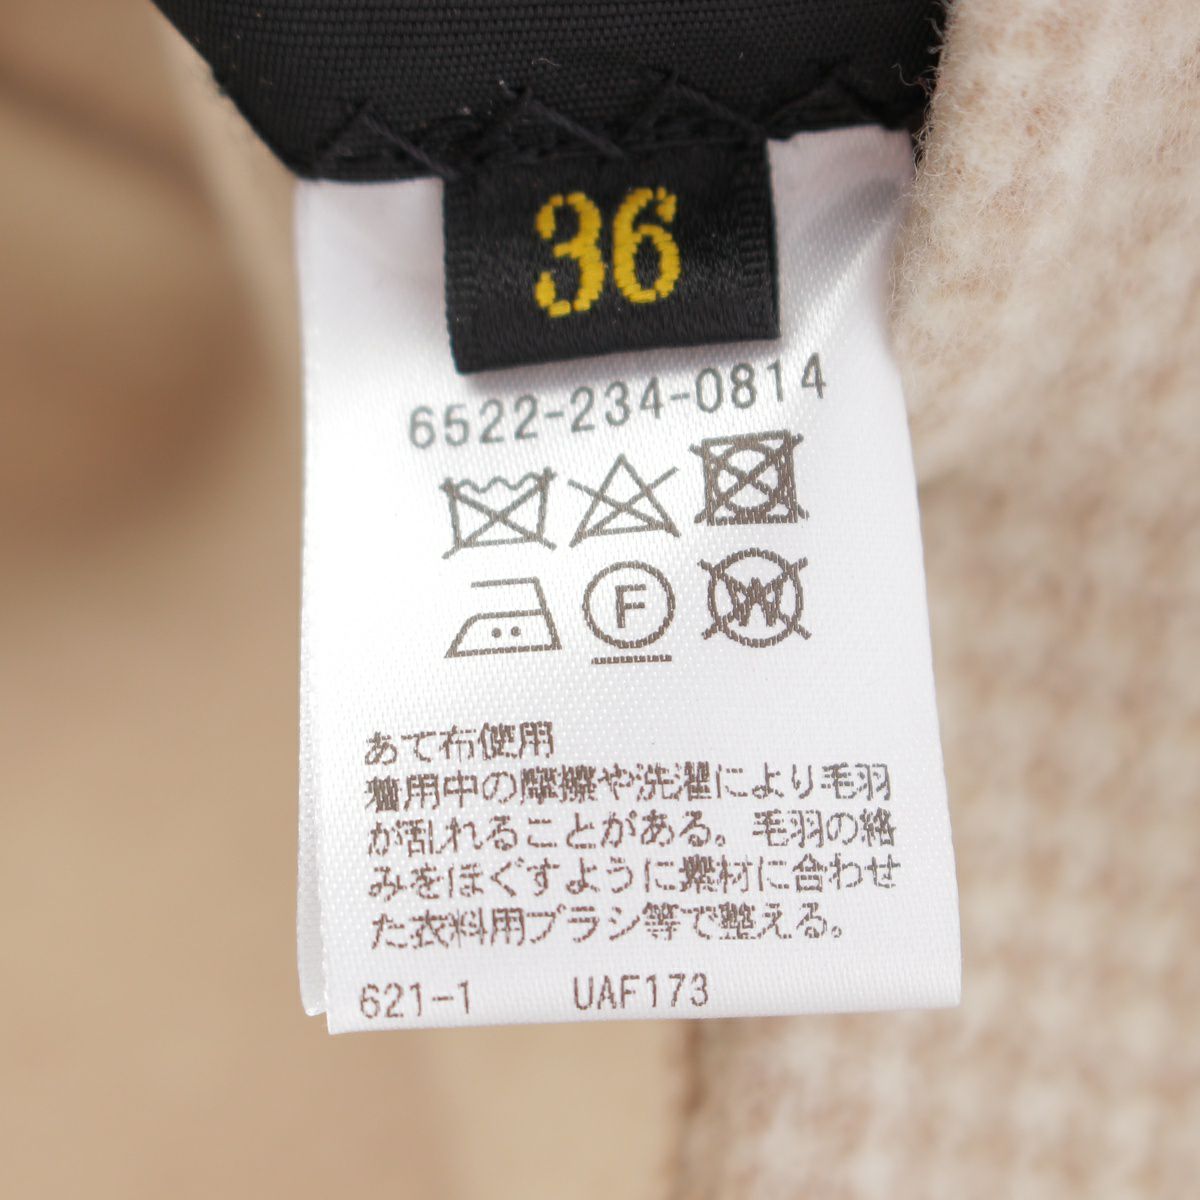 36
6522-234-0814
F
W
あて布使用
着用中の摩擦や洗濯により毛羽
が乱れることがある。毛羽の絡
みをほぐすように素材に合わせ
た衣料用ブラシ等で整える。
621-1 UAF173